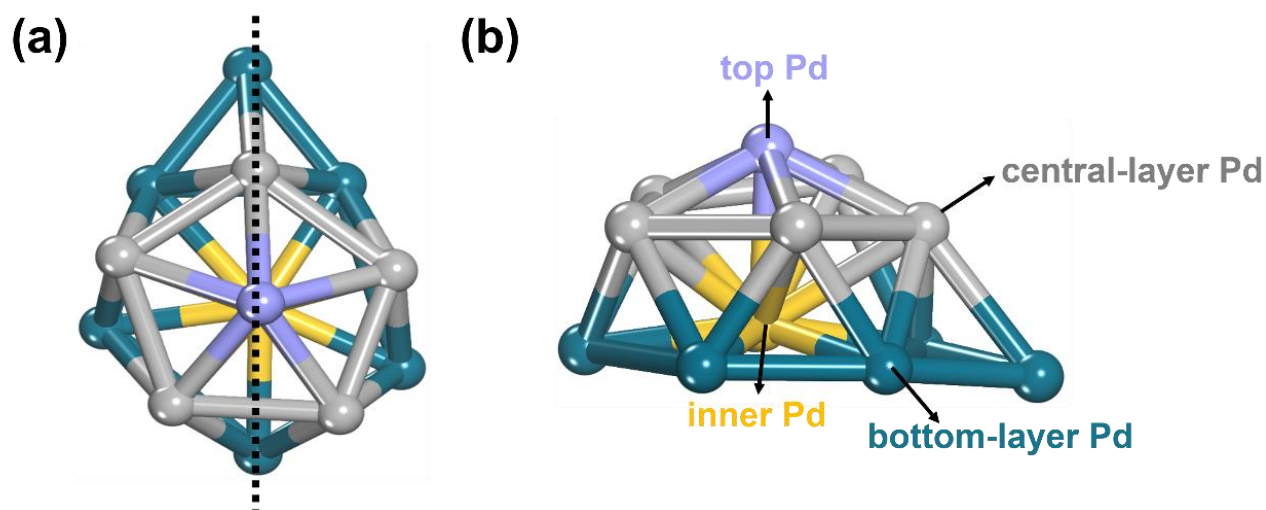 (a)
(b)
top Pd
central-layer Pd
inner Pd
bottom-layer Pd